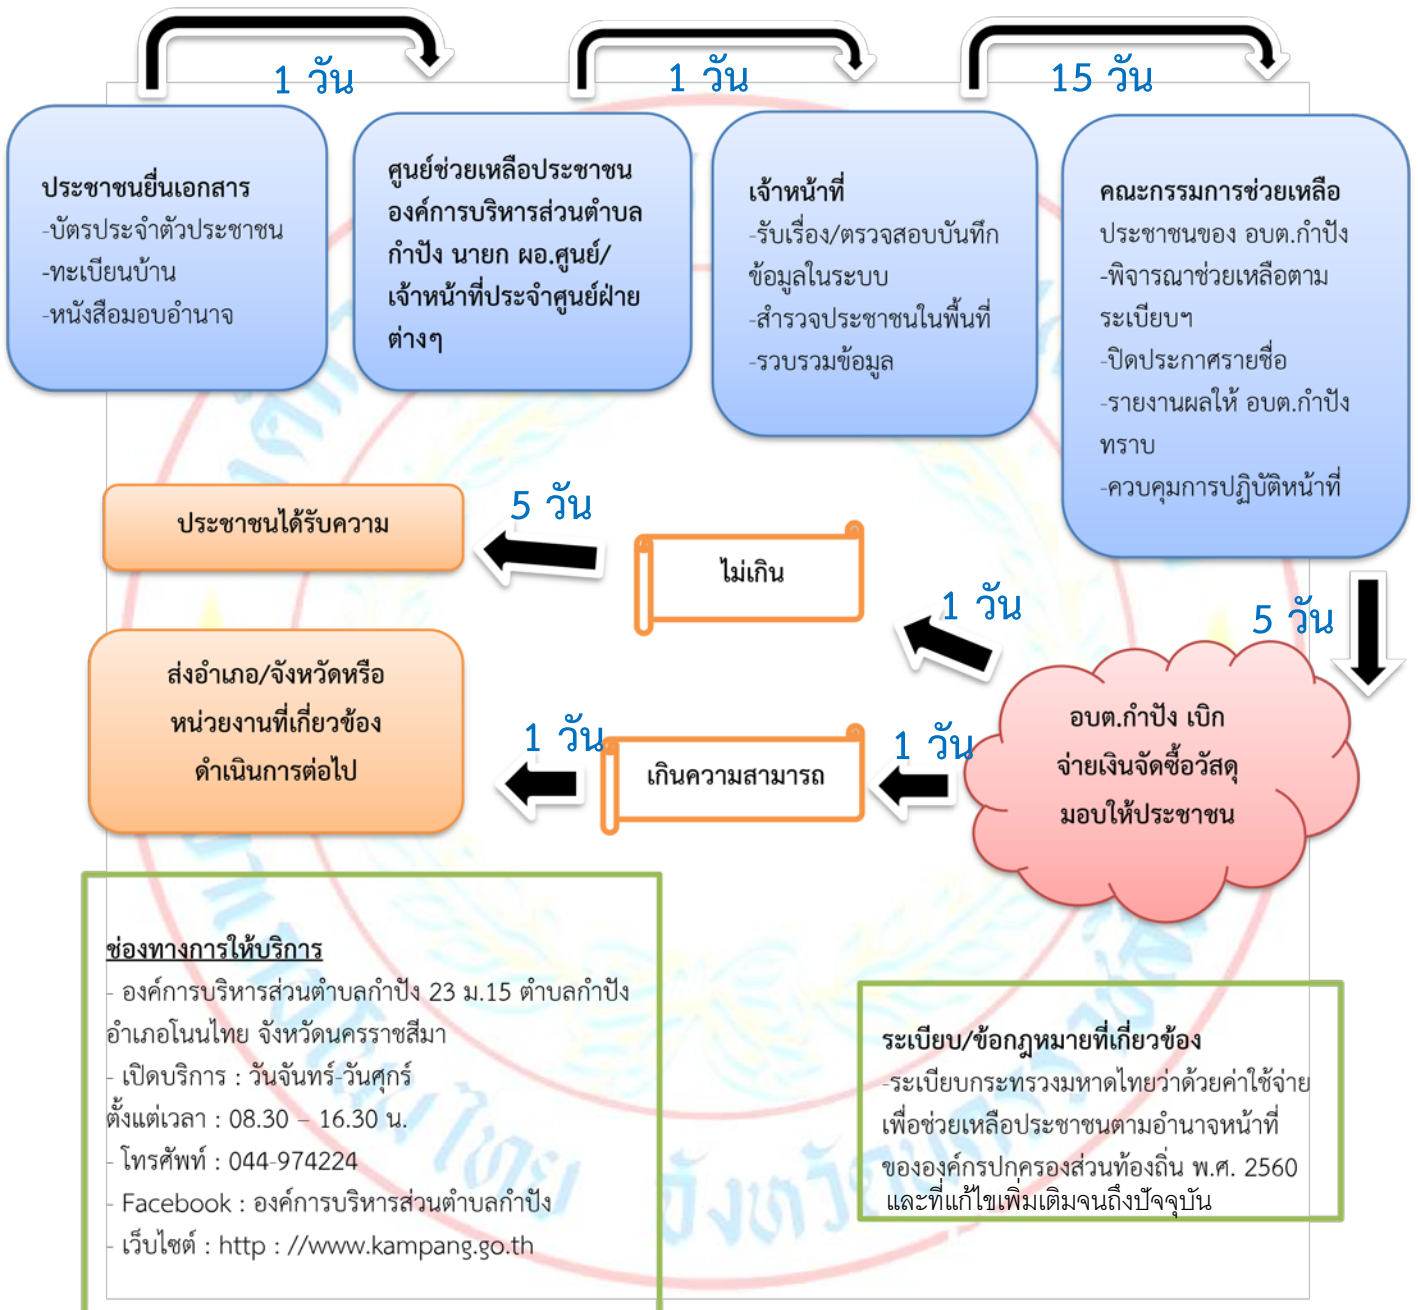 1 วัน
1 วัน
15 วัน
ประชาชนยื่นเอกสาร
-บัตรประจำตัวประชาชน
-ทะเบียนบ้าน
-หนังสือมอบอำนาจ
ศูนย์ช่วยเหลือประชาชน
องค์การบริหารส่วนตำบล
กำปัง นายก ผอ.ศูนย์/
เจ้าหน้าที่ประจำศูนย์ฝ่าย
ต่างๆ
เจ้าหน้าที่
-รับเรื่อง/ตรวจสอบบันทึก
ข้อมูลในระบบ
-สำรวจประชาชนในพื้นที่
-รวบรวมข้อมูล
คณะกรรมการช่วยเหลือ
ประชาชนของ อบต.กำปัง
-พิจารณาช่วยเหลือตาม
ระเบียบฯ
-ปิดประกาศรายชื่อ
-รายงานผลให้ อบต.กำปัง
ทราบ
-ควบคุมการปฏิบัติหน้าที่
5 วัน
อบต.กำปัง เบิก
จ่ายเงินจัดซื้อวัสดุ
มอบให้ประชาชน
1 วัน
ไม่เกิน
5 วัน
ประชาชนได้รับความ
1 วัน
เกินความสามารถ
1 วัน
ส่งอำเภอ/จังหวัดหรือ
หน่วยงานที่เกี่ยวข้อง
ดำเนินการต่อไป
ช่องทางการให้บริการ
- องค์การบริหารส่วนตำบลกำปัง 23 ม.15 ตำบลกำปัง
อำเภอโนนไทย จังหวัดนครราชสีมา
- เปิดบริการ : วันจันทร์-วันศุกร์
ตั้งแต่เวลา : 08.30 – 16.30 น.
- โทรศัพท์ : 044-974224
- Facebook : องค์การบริหารส่วนตำบลกำปัง
- เว็บไซต์ : http : //www.kampang.go.th
ระเบียบ/ข้อกฎหมายที่เกี่ยวข้อง
-ระเบียบกระทรวงมหาดไทยว่าด้วยค่าใช้จ่าย
เพื่อช่วยเหลือประชาชนตามอำนาจหน้าที่
ขององค์กรปกครองส่วนท้องถิ่น พ.ศ. 2560
และที่แก้ไขเพิ่มเติมจนถึงปัจจุบัน